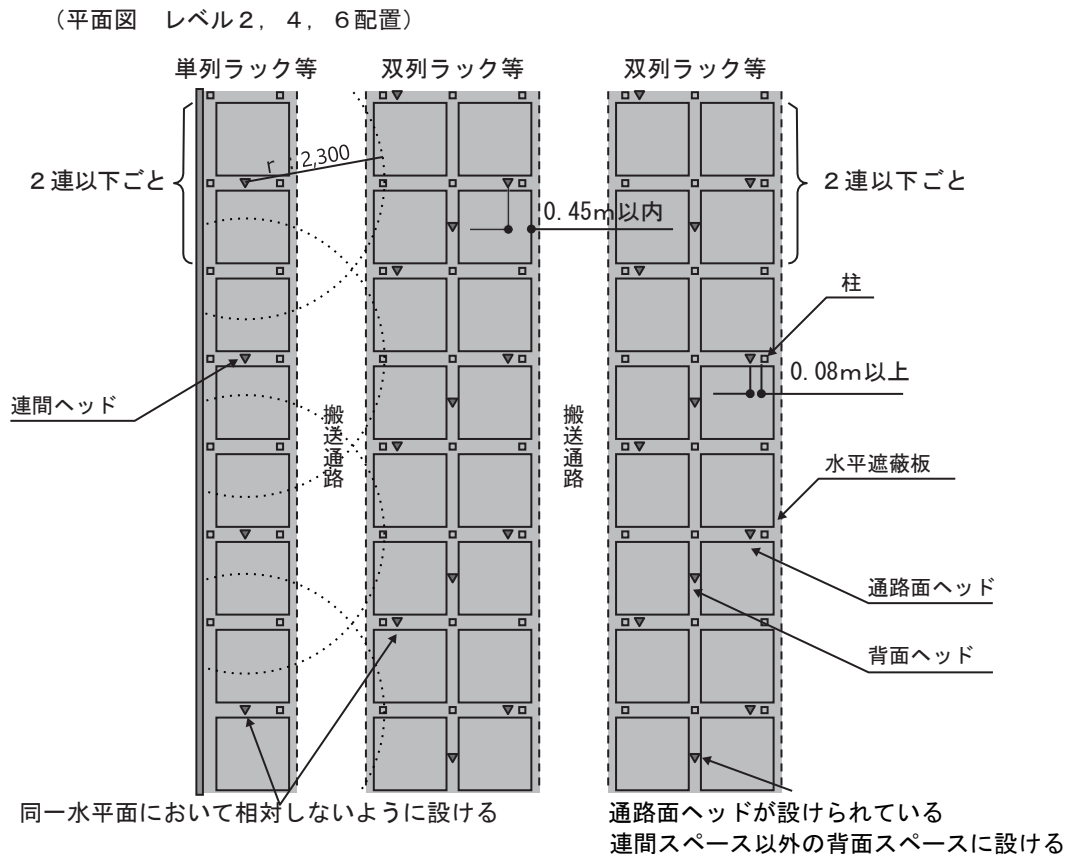 （平面図　レベル２，４，６配置）
単列ラック等
双列ラック等
双列ラック等
r : 2,300
２連以下ごと
２連以下ごと
0.45m以内
柱
0.08m以上
連間ヘッド
搬送通路
搬送通路
水平遮蔽板
通路面ヘッド
背面ヘッド
同一水平面において相対しないように設ける
通路面ヘッドが設けられている
連間スペース以外の背面スペースに設ける